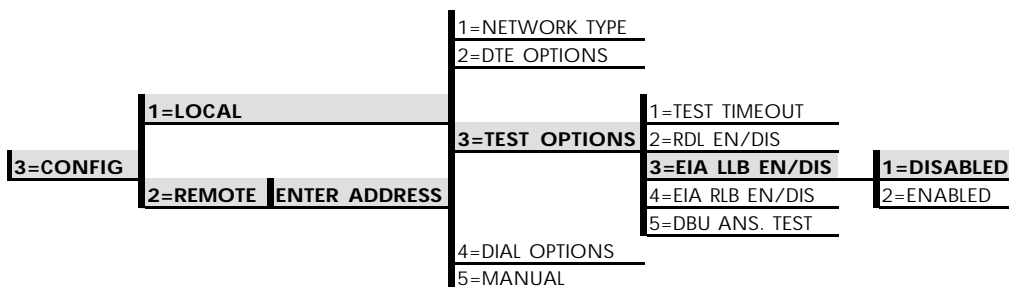 3=CONFIG
1=LOCAL
2=REMOTE ENTER ADDRESS
1=NETWORK TYPE
2=DTE OPTIONS
3=TEST OPTIONS
4=DIAL OPTIONS
5=MANUAL
1=TEST TIMEOUT
2=RDL EN/DIS
3=EIA LLB EN/DIS
4=EIA RLB EN/DIS
5=DBU ANS. TEST
1=DISABLED
2=ENABLED